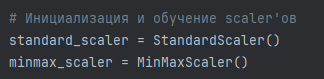 # Инициализация и обучение scaler'ов
standard_scaler = StandardScaler()
minmax_scaler = MinMaxScaler()